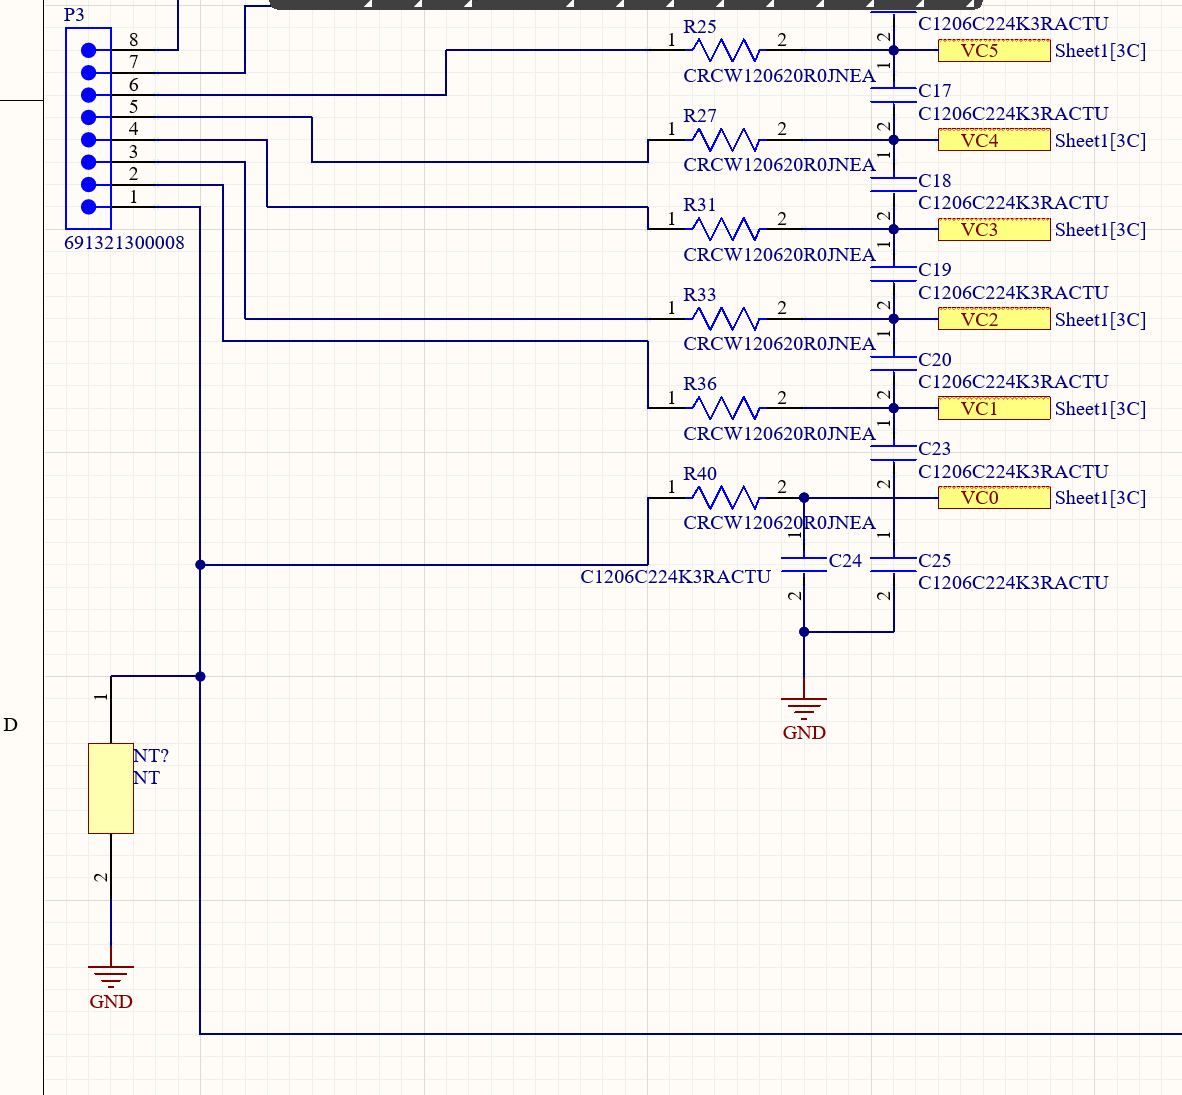 P3
8
7
6
5
4
3
2
1
691321300008
R25
1
2
CRCW120620R0JNEA
C1206C224K3RACTU
2
1
VC5
Sheet1[3C]
C17
C1206C224K3RACTU
R27
1
2
CRCW120620R0JNEA
2
1
VC4
Sheet1[3C]
C18
C1206C224K3RACTU
R31
1
2
CRCW120620R0JNEA
2
1
VC3
Sheet1[3C]
C19
C1206C224K3RACTU
R33
1
2
CRCW120620R0JNEA
2
1
VC2
Sheet1[3C]
C20
C1206C224K3RACTU
R36
1
2
CRCW120620R0JNEA
2
1
VC1
Sheet1[3C]
C23
C1206C224K3RACTU
R40
1
2
CRCW120620R0JNEA
2
VC0
Sheet1[3C]
1
C24
C1206C224K3RACTU
2
1
C25
C1206C224K3RACTU
2
GND
D
1
NT?
NT
2
GND